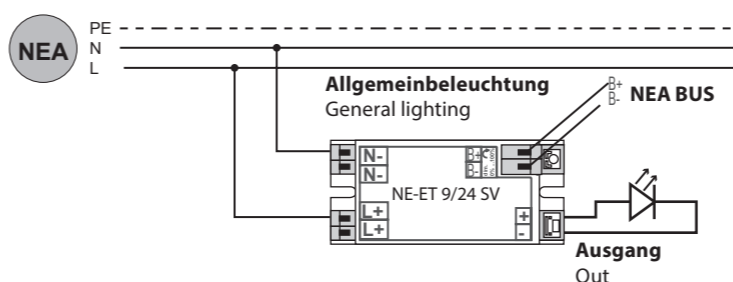 PE
NEA
N
L
Allgemeinbeleuchtung
General lighting
B+
B-
NEA BUS
N-
N-
B+
B-
NE-ET 9/24 SV
L+
L+
+
-
Ausgang
Out